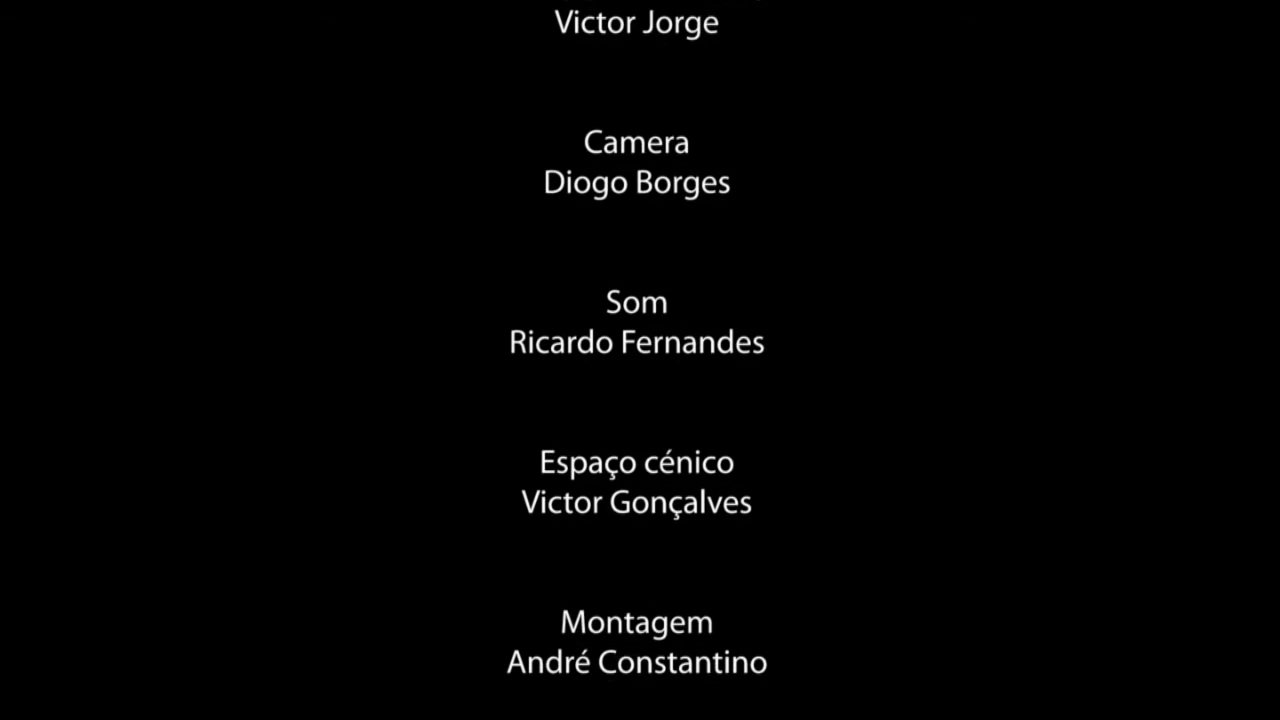 Victor Jorge
Camera
Diogo Borges
Som
Ricardo Fernandes
Espaço cénico
Victor Gonçalves
Montagem
André Constantino